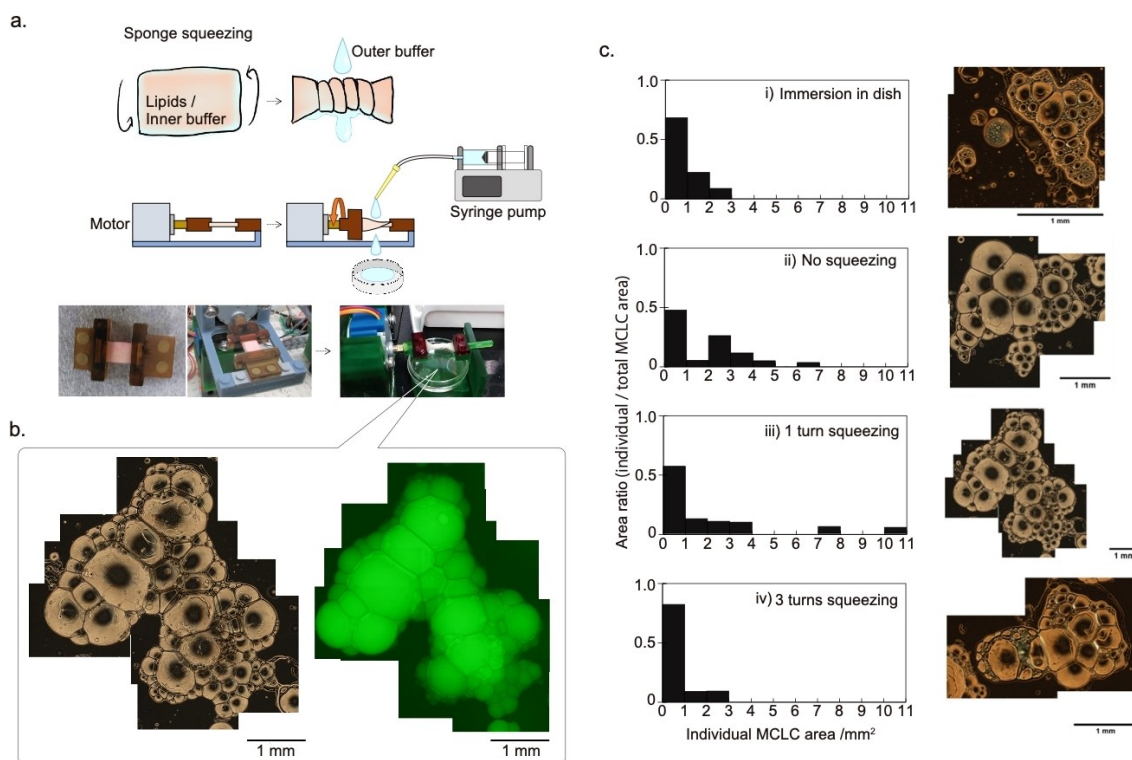 a.
Sponge squeezing
Lipids /
Inner buffer
Outer buffer
Motor
Syringe pump
b.
1 mm
1 mm
c.
Area ratio (individual / total MCLC area)
1.0
0.5
0
i) Immersion in dish
0 1 2 3 4 5 6 7 8 9 10 11
1 mm
1.0
0.5
0
ii) No squeezing
0 1 2 3 4 5 6 7 8 9 10 11
1 mm
1.0
0.5
0
iii) 1 turn squeezing
0 1 2 3 4 5 6 7 8 9 10 11
1 mm
1.0
0.5
0
iv) 3 turns squeezing
0 1 2 3 4 5 6 7 8 9 10 11
Individual MCLC area /mm²
1 mm